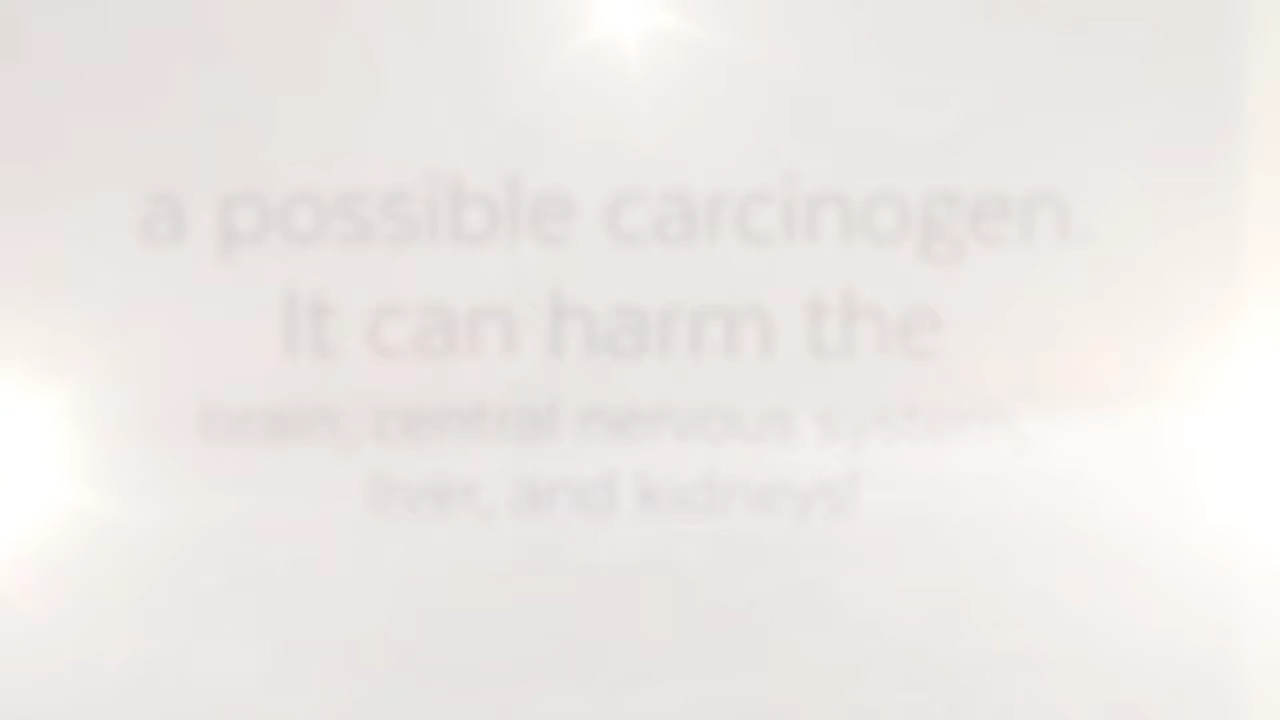 a possible carcinogen.
It can harm the
brain, central nervous system,
liver, and kidneys!